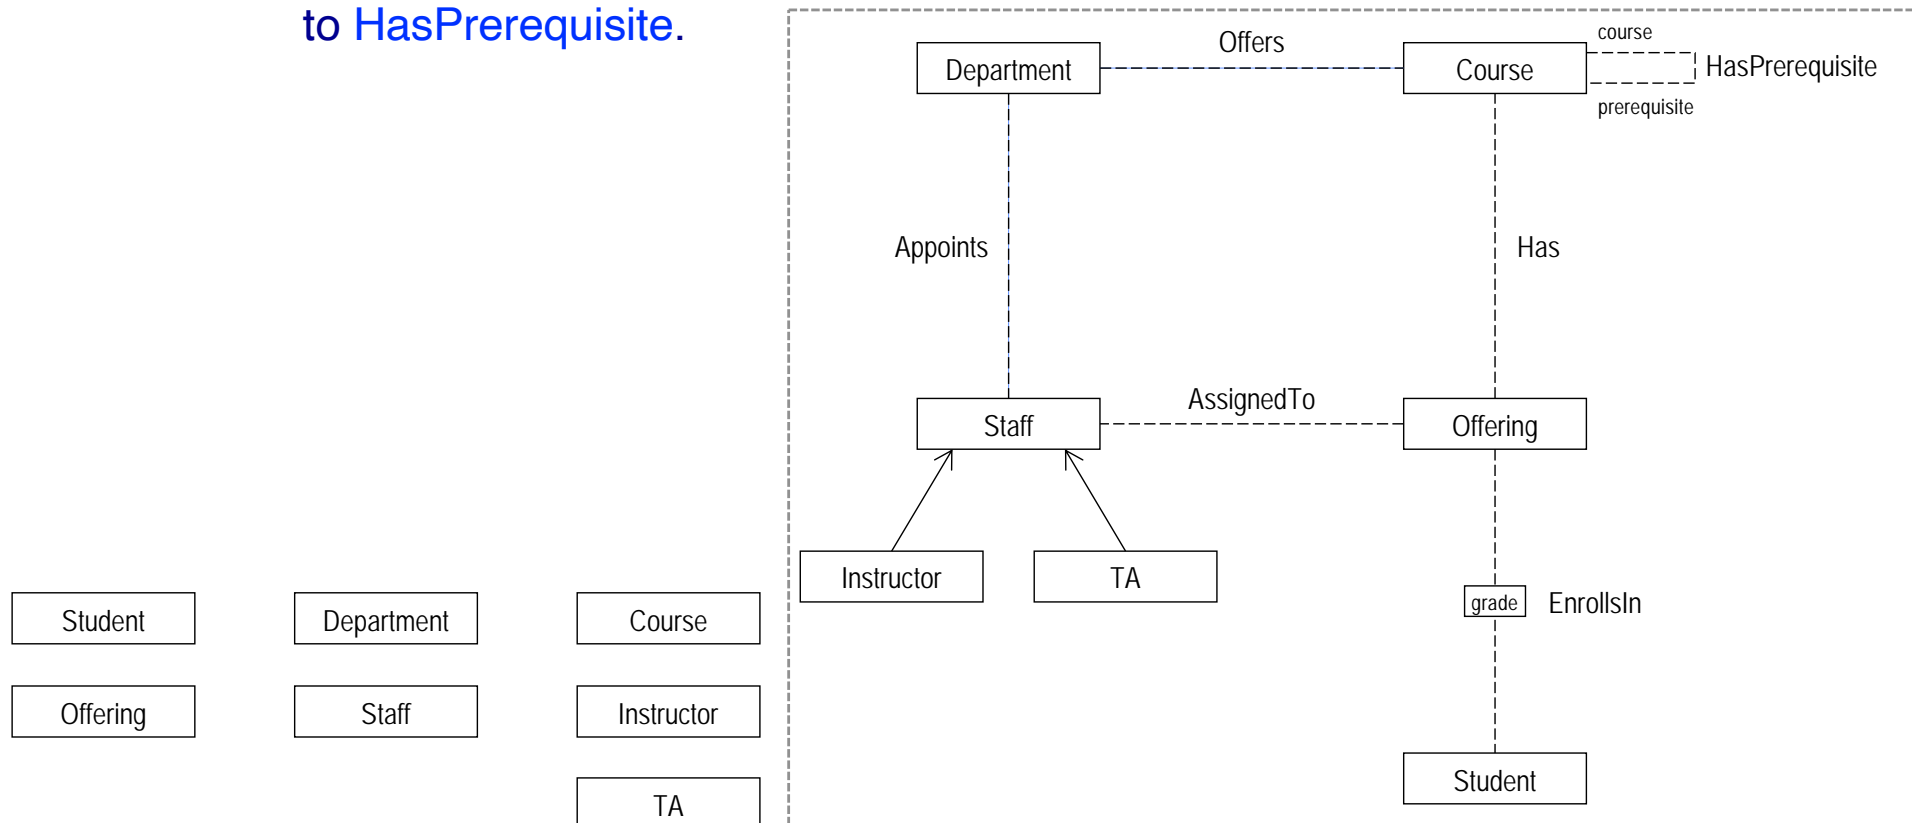 to HasPrerequisite.
Student
Department
Course
Offering
Staff
Instructor
TA
Department
Offers
Course
course
HasPrerequisite
prerequisite
Appoints
Has
Staff
AssignedTo
Offering
Instructor
TA
grade
EnrollsIn
Student